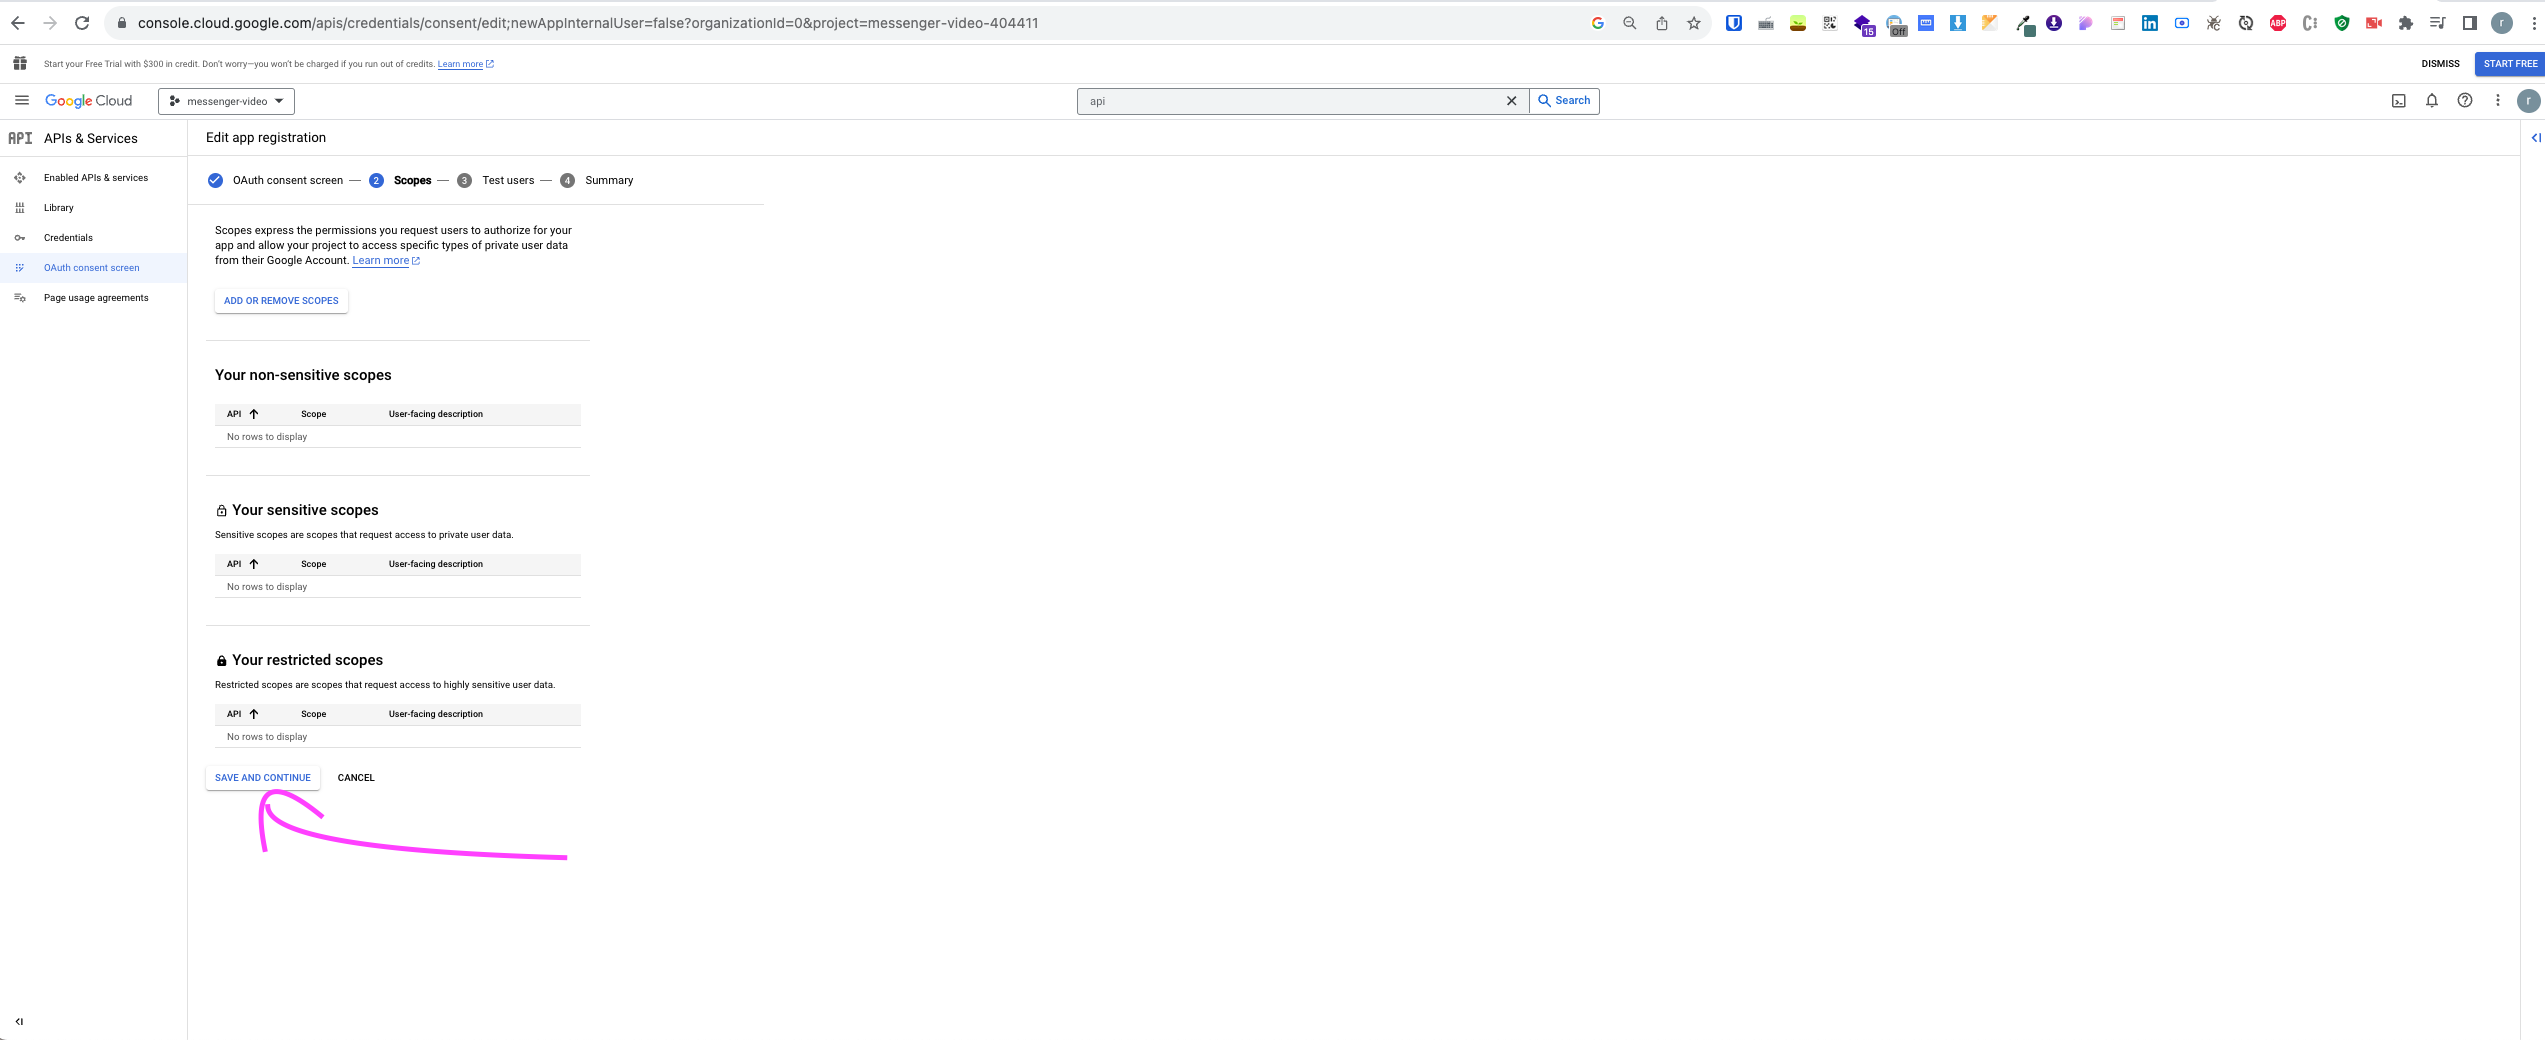 console.cloud.google.com/apis/credentials/consent/edit;newAppInternalUser=false?organizationId=0&project=messenger-video-404411
G
15
Off
in
ABP
r
Start your Free Trial with $300 in credit. Don't worry—you won't be charged if you run out of credits. Learn more
DISMISS
START FREE
Google Cloud
messenger-video
api
Search
r
API APIs & Services
Edit app registration
Enabled APIs & services
Library
Credentials
OAuth consent screen
Page usage agreements
OAuth consent screen — 2 Scopes — 3 Test users — 4 Summary
Scopes express the permissions you request users to authorize for your
app and allow your project to access specific types of private user data
from their Google Account. Learn more
ADD OR REMOVE SCOPES
Your non-sensitive scopes
API Scope User-facing description
No rows to display
Your sensitive scopes
Sensitive scopes are scopes that request access to private user data.
API Scope User-facing description
No rows to display
Your restricted scopes
Restricted scopes are scopes that request access to highly sensitive user data.
API Scope User-facing description
No rows to display
SAVE AND CONTINUE CANCEL